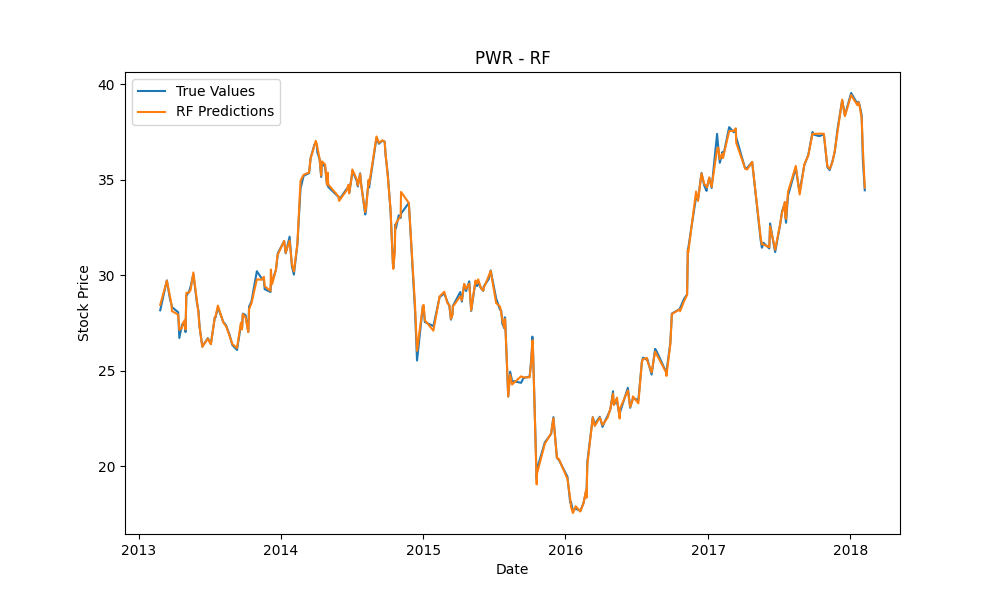 PWR - RF
True Values
RF Predictions
Stock Price
40
35
30
25
20
2013 2014 2015 2016 2017 2018
Date